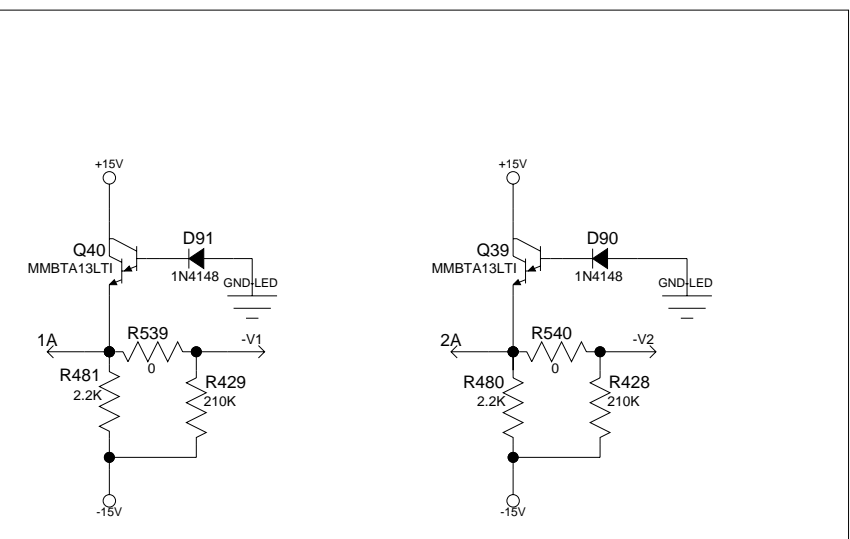 +15V
Q40
MMBTA13LTI
D91
1N4148
GND-LED
1A
R539
0
-V1
R481
2.2K
R429
210K
-15V
+15V
Q39
MMBTA13LTI
D90
1N4148
GND-LED
2A
R540
0
-V2
R480
2.2K
R428
210K
-15V